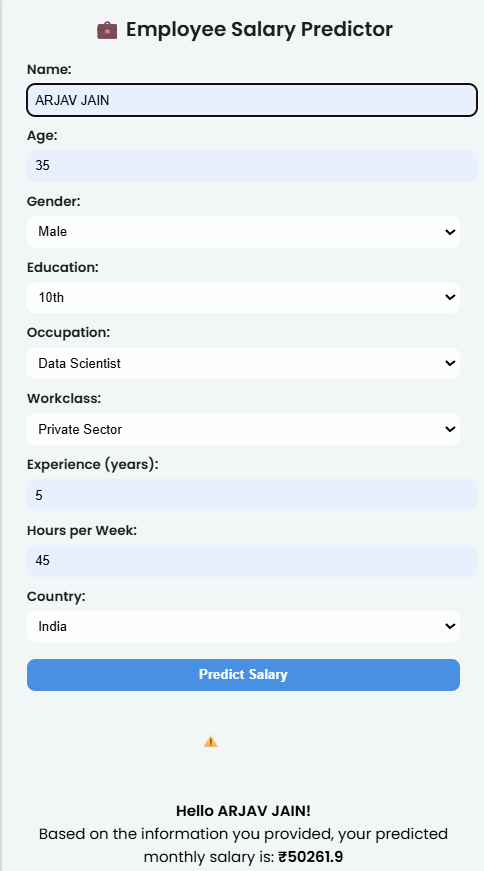 Employee Salary Predictor
Name:
ARJAV JAIN
Age:
35
Gender:
Male
Education:
10th
Occupation:
Data Scientist
Workclass:
Private Sector
Experience (years):
5
Hours per Week:
45
Country:
India
Predict Salary
Hello ARJAV JAIN!
Based on the information you provided, your predicted
monthly salary is: ₹50261.9